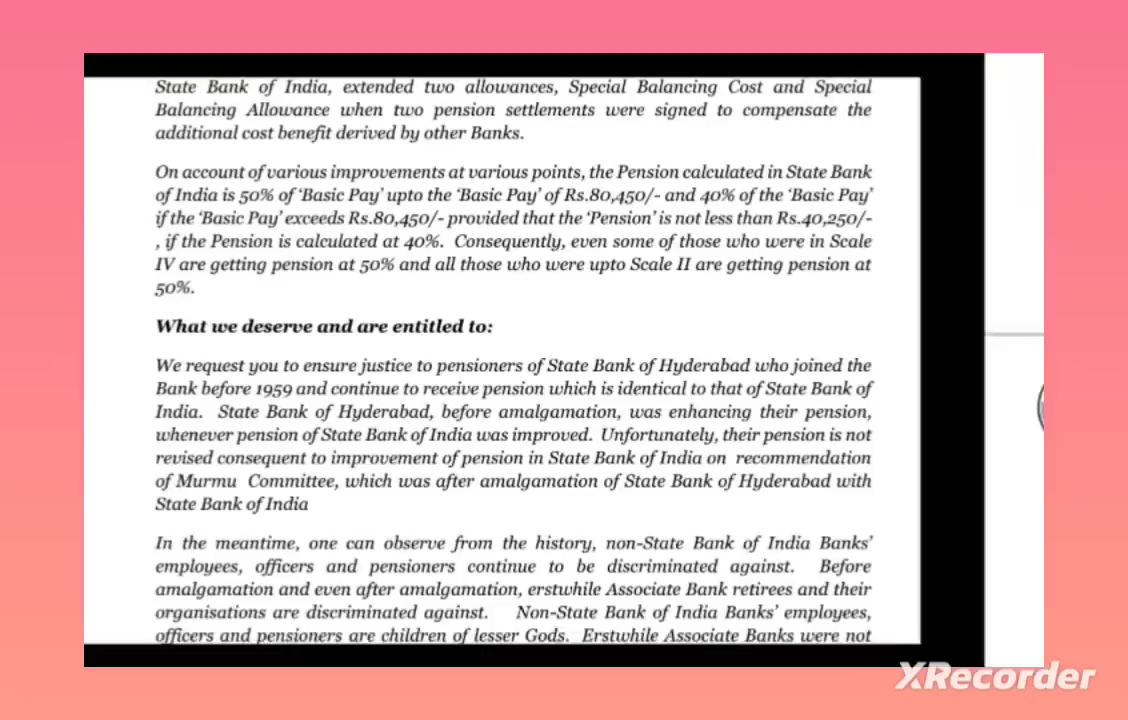 State Bank of India, extended two allowances, Special Balancing Cost and Special
Balancing Allowance when two pension settlements were signed to compensate the
additional cost benefit derived by other Banks.
On account of various improvements at various points, the Pension calculated in State Bank
of India is 50% of 'Basic Pay' upto the 'Basic Pay' of Rs.80,450/- and 40% of the 'Basic Pay'
if the 'Basic Pay' exceeds Rs.80,450/- provided that the 'Pension' is not less than Rs.40,250/-
, if the Pension is calculated at 40%. Consequently, even some of those who were in Scale
IV are getting pension at 50% and all those who were upto Scale II are getting pension at
50%.
What we deserve and are entitled to:
We request you to ensure justice to pensioners of State Bank of Hyderabad who joined the
Bank before 1959 and continue to receive pension which is identical to that of State Bank of
India. State Bank of Hyderabad, before amalgamation, was enhancing their pension,
whenever pension of State Bank of India was improved. Unfortunately, their pension is not
revised consequent to improvement of pension in State Bank of India on recommendation
of Murmu Committee, which was after amalgamation of State Bank of Hyderabad with
State Bank of India
In the meantime, one can observe from the history, non-State Bank of India Banks'
employees, officers and pensioners continue to be discriminated against. Before
amalgamation and even after amalgamation, erstwhile Associate Bank retirees and their
organisations are discriminated against. Non-State Bank of India Banks' employees,
officers and pensioners are children of lesser Gods. Erstwhile Associate Banks were not
XRecorder